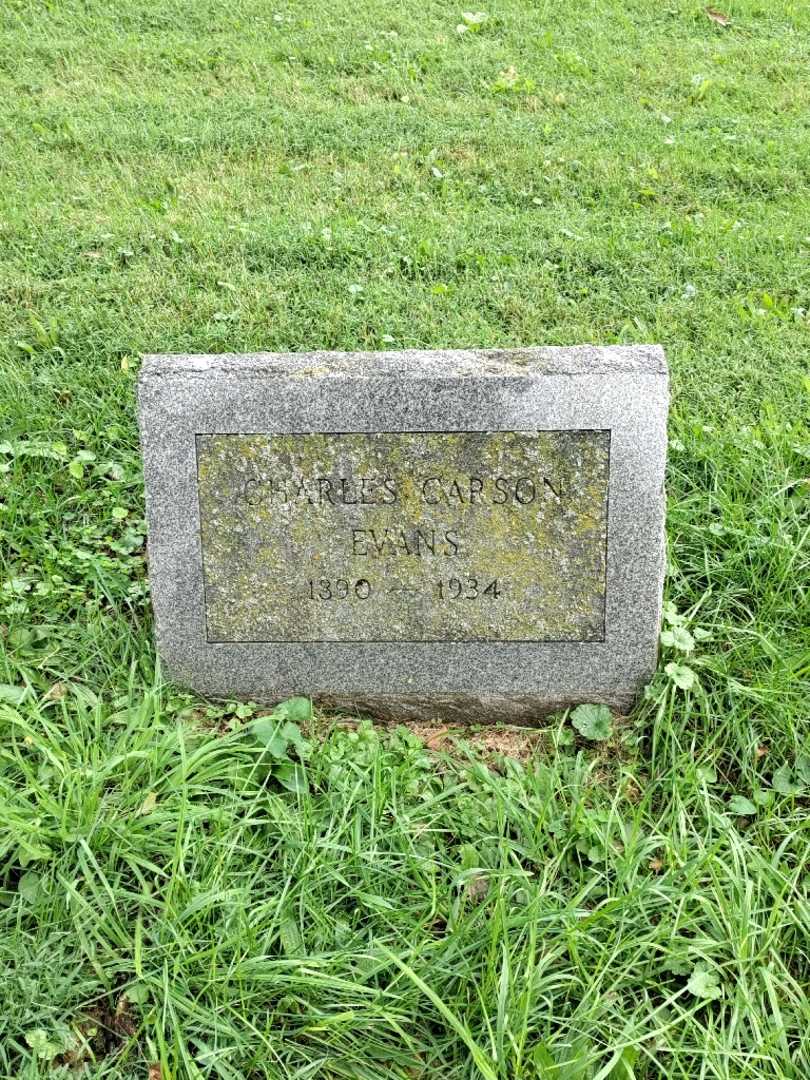 CHARLES CARSON
EVANS
1890 — 1934